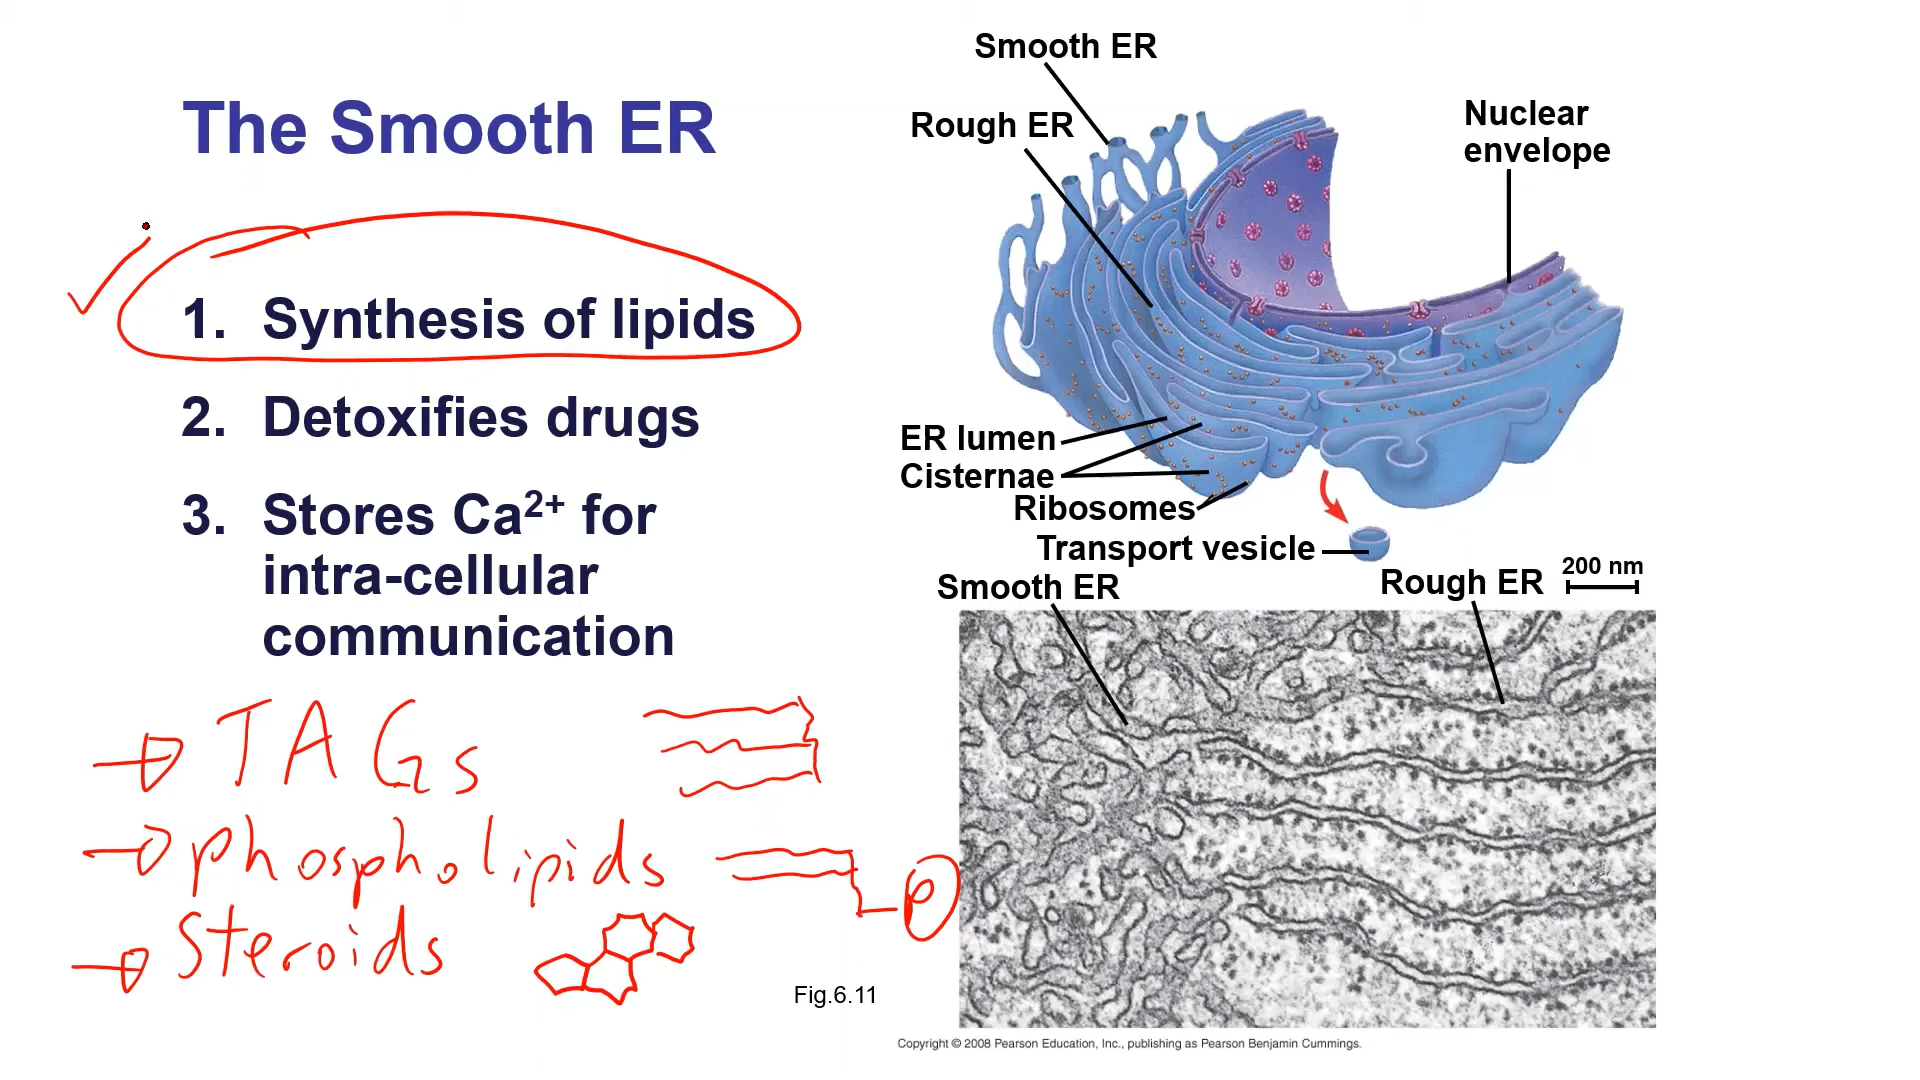 The Smooth ER
1. Synthesis of lipids
2. Detoxifies drugs
3. Stores Ca²⁺ for
intra-cellular
communication
TAGs
phospholipids
P
Steroids
Smooth ER
Rough ER
Nuclear
envelope
ER lumen
Cisternae
Ribosomes
Transport vesicle
Smooth ER
Rough ER
200 nm
Fig.6.11
Copyright © 2008 Pearson Education, Inc., publishing as Pearson Benjamin Cummings.